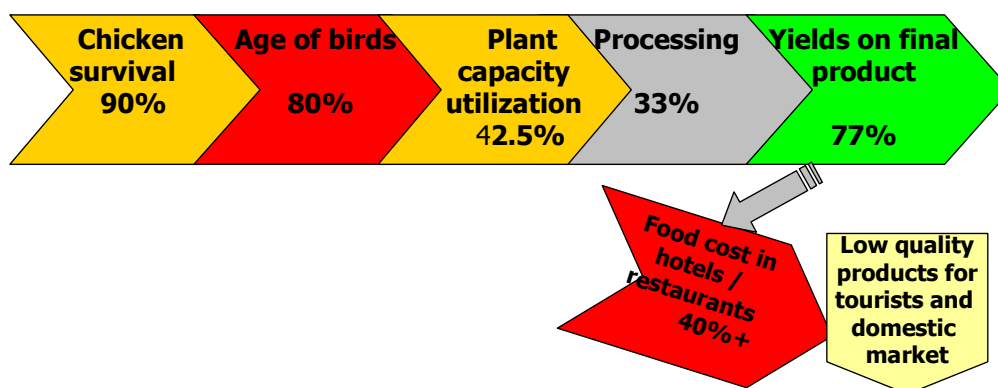 Chicken
survival
90%
Age of birds
80%
Plant
capacity
utilization
42.5%
Processing
33%
Yields on final
product
77%
Food cost in
hotels /
restaurants
40%+
Low quality
products for
tourists and
domestic
market